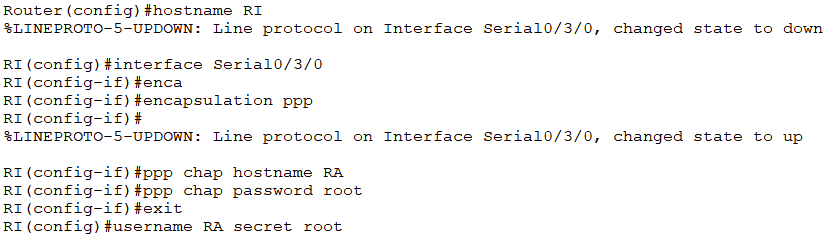 Router(config)#hostname RI
%LINEPROTO-5-UPDOWN: Line protocol on Interface Serial0/3/0, changed state to down
RI(config)#interface Serial0/3/0
RI(config-if)#enca
RI(config-if)#encapsulation ppp
RI(config-if)#
%LINEPROTO-5-UPDOWN: Line protocol on Interface Serial0/3/0, changed state to up
RI(config-if)#ppp chap hostname RA
RI(config-if)#ppp chap password root
RI(config-if)#exit
RI(config)#username RA secret root